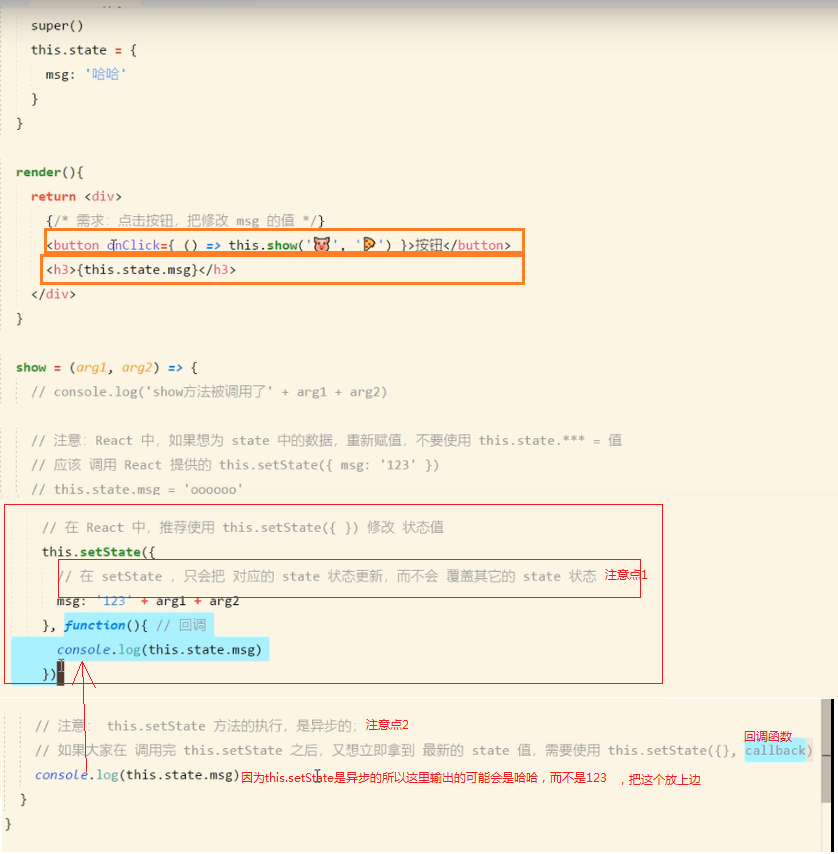 super()
this.state = {
msg: '哈哈'
}
}
render(){
return <div>
{/* 需求：点击按钮，把修改 msg 的值 */}
<button onClick={ () => this.show('🐷', '🍕') }>按钮</button>
<h3>{this.state.msg}</h3>
</div>
}
show = (arg1, arg2) => {
// console.log('show方法被调用了' + arg1 + arg2)
// 注意：React 中，如果想为 state 中的数据，重新赋值，不要使用 this.state.*** = 值
// 应该 调用 React 提供的 this.setState({ msg: '123' })
// this.state.msg = 'oooooo'
// 在 React 中，推荐使用 this.setState({ }) 修改 状态值
this.setState({
// 在 setState ，只会把 对应的 state 状态更新，而不会 覆盖其它的 state 状态 注意点1
msg: '123' + arg1 + arg2
}, function(){ // 回调
console.log(this.state.msg)
})
// 注意： this.setState 方法的执行，是异步的；注意点2
回调函数
// 如果大家在 调用完 this.setState 之后，又想立即拿到 最新的 state 值，需要使用 this.setState({}, callback)
console.log(this.state.msg)因为this.setState是异步的所以这里输出的可能会是哈哈，而不是123 ，把这个放上边
}
}